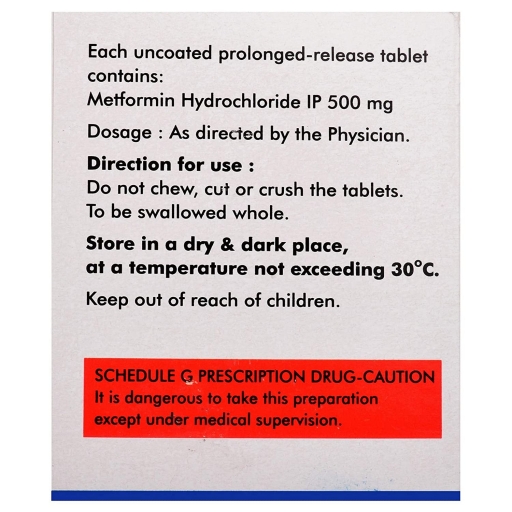 Each uncoated prolonged-release tablet
contains:
Metformin Hydrochloride IP 500 mg
Dosage : As directed by the Physician.
Direction for use :
Do not chew, cut or crush the tablets.
To be swallowed whole.
Store in a dry & dark place,
at a temperature not exceeding 30°C.
Keep out of reach of children.
SCHEDULE G PRESCRIPTION DRUG-CAUTION
It is dangerous to take this preparation
except under medical supervision.